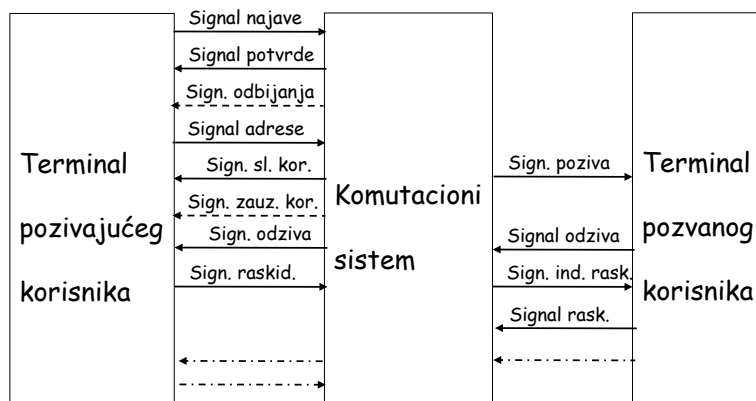 Signal najave
Signal potvrde
Sign. odbijanja
Signal adrese
Sign. sl. kor.
Sign. zauz. kor.
Sign. odziva
Sign. raskid.
Terminal
pozivajućeg
korisnika
Komutacioni
sistem
Sign. poziva
Signal odziva
Sign. ind. rask.
Signal rask.
Terminal
pozvanog
korisnika